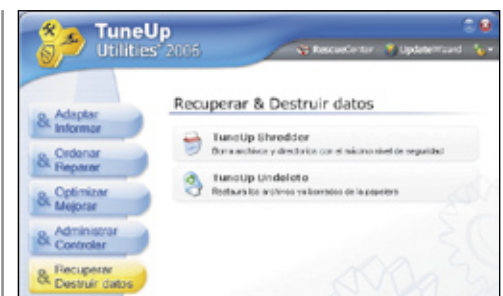 TuneUp
Utilities® 2006
RescueCenter UpdateWizard
Recuperar & Destruir datos
& Adaptar
Informar
TuneUp Shredder
Borra archivos y directorios con el máximo nivel de seguridad
& Ordenar
Reparar
TuneUp Undelete
Restaura los archivos ya borrados de la papelera
& Optimizar
Mejorar
& Administrar
Controlar
& Recuperar
Destruir datos